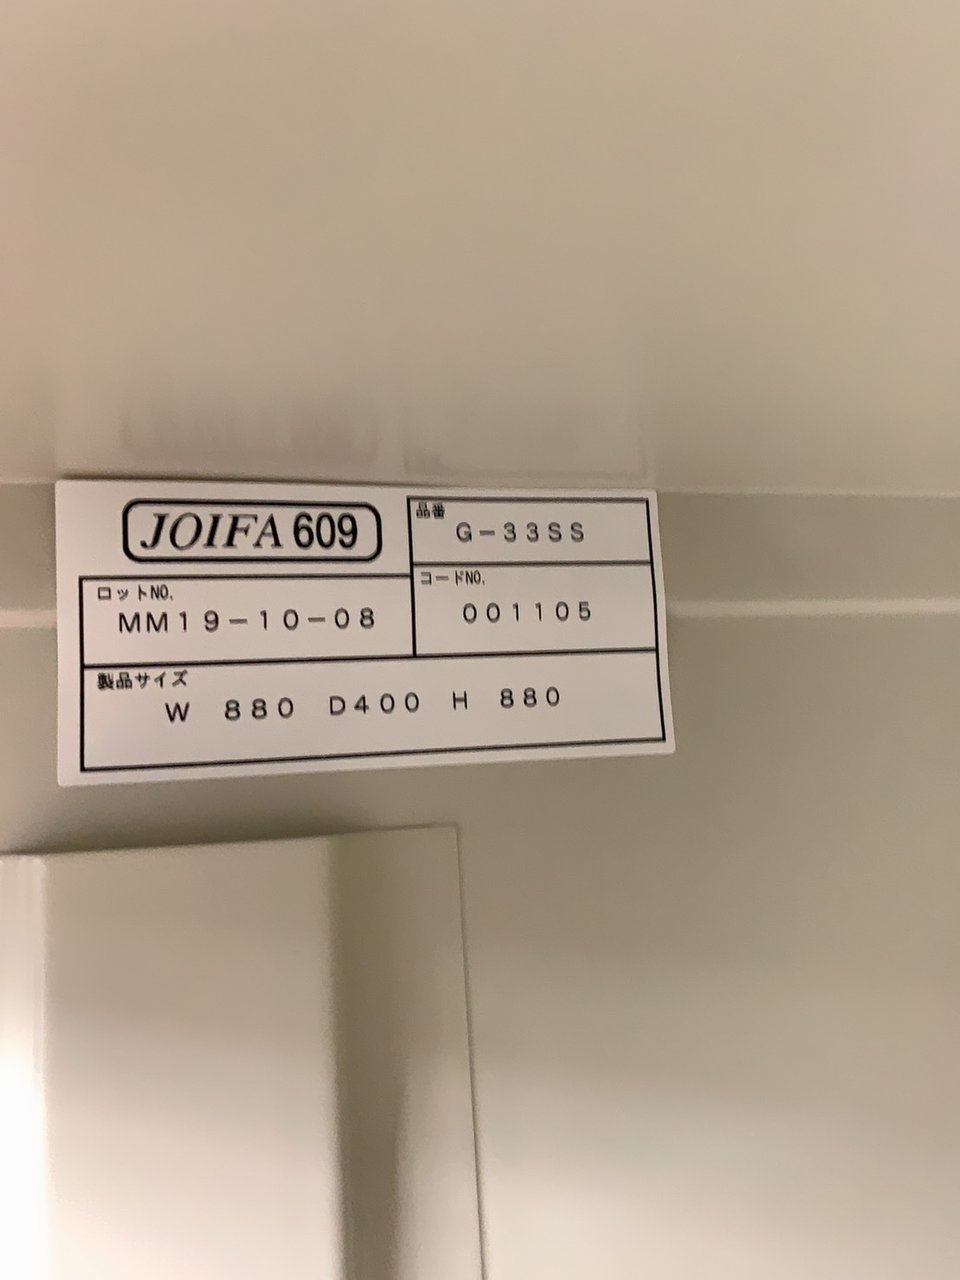 JOIFA 609
品番
G-33SS
ロットNO.
MM19-10-08
コードNO.
001105
製品サイズ
W 880 D400 H 880